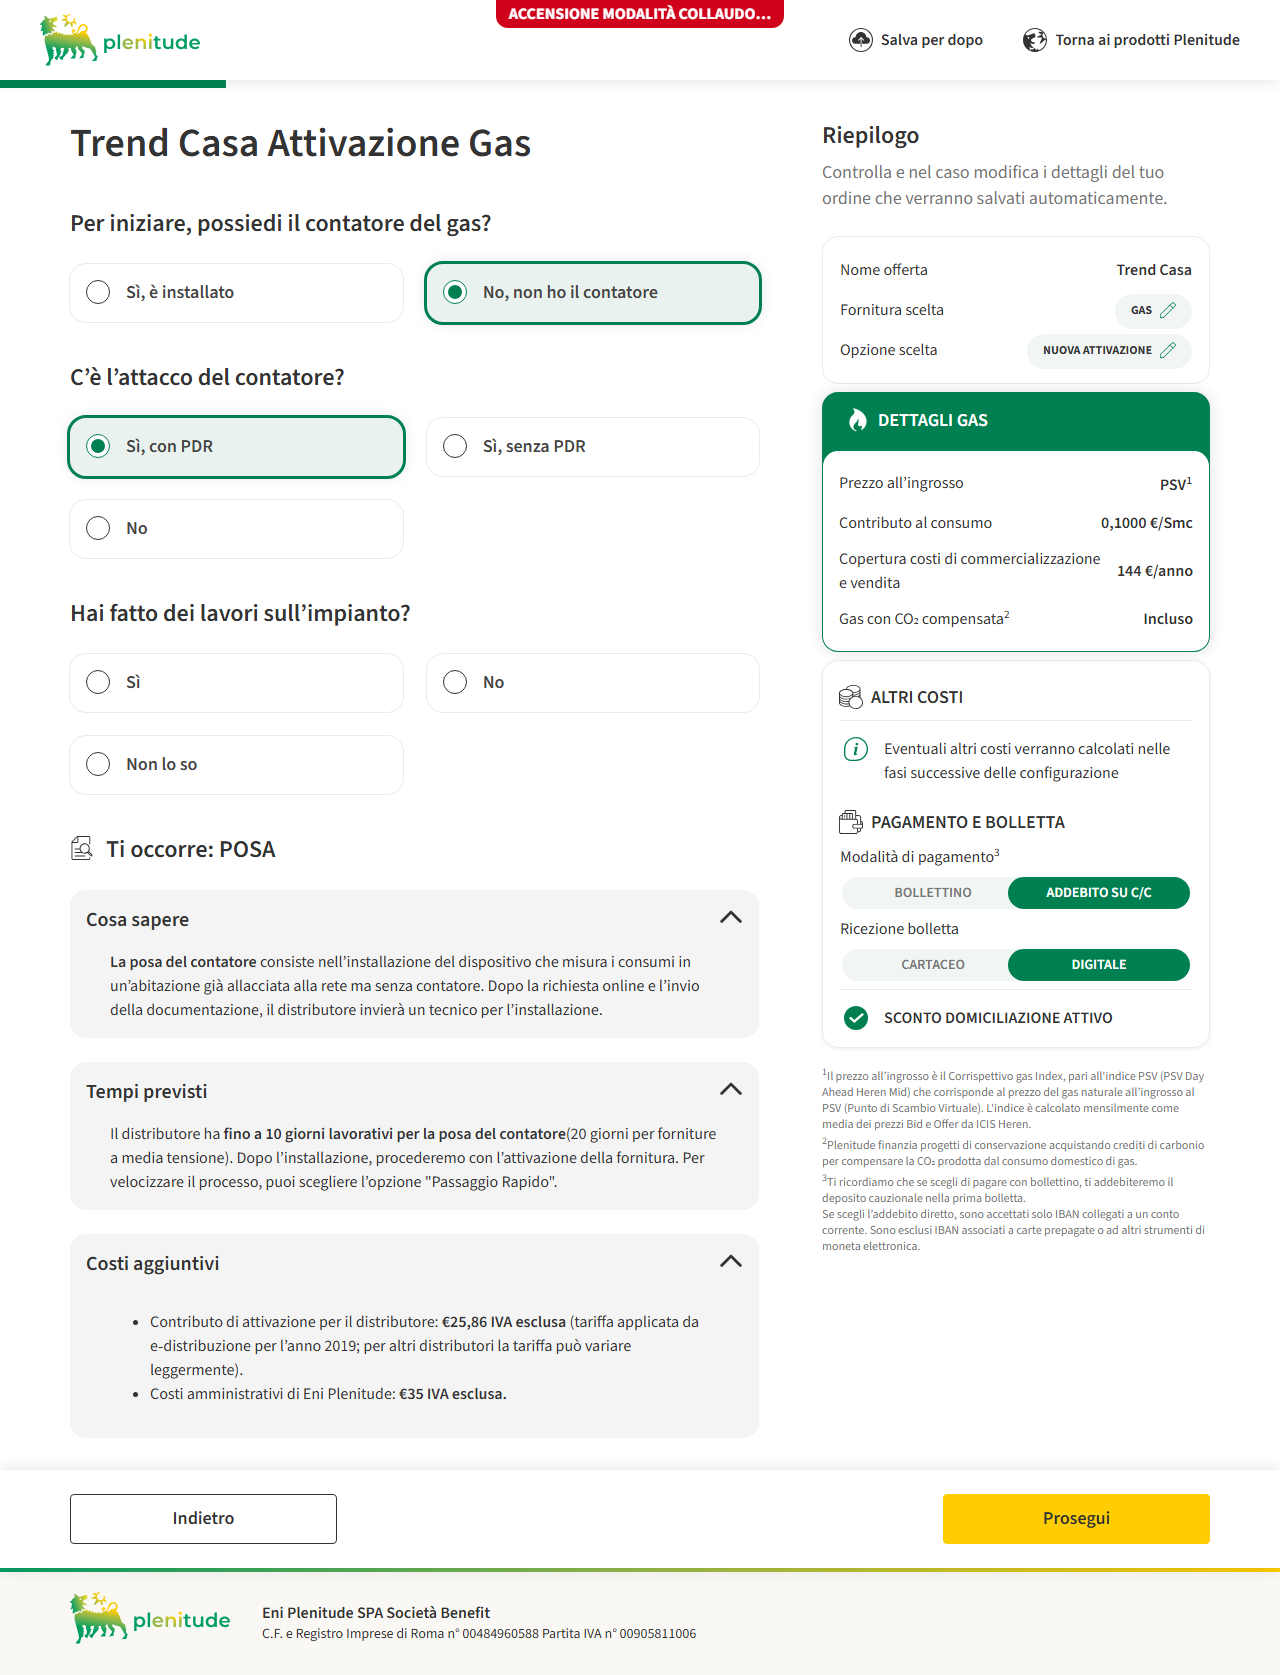 ACCENSIONE MODALITÀ COLLAUDO...
plenitude
Salva per dopo
Torna ai prodotti Plenitude
Trend Casa Attivazione Gas
Per iniziare, possiedi il contatore del gas?
Sì, è installato
No, non ho il contatore
C’è l’attacco del contatore?
Sì, con PDR
Sì, senza PDR
No
Hai fatto dei lavori sull’impianto?
Sì
No
Non lo so
Ti occorre: POSA
Cosa sapere
La posa del contatore consiste nell’installazione del dispositivo che misura i consumi in
un’abitazione già allacciata alla rete ma senza contatore. Dopo la richiesta online e l’invio
della documentazione, il distributore invierà un tecnico per l’installazione.
Tempi previsti
Il distributore ha fino a 10 giorni lavorativi per la posa del contatore(20 giorni per forniture
a media tensione). Dopo l’installazione, procederemo con l’attivazione della fornitura. Per
velocizzare il processo, puoi scegliere l’opzione "Passaggio Rapido".
Costi aggiuntivi
• Contributo di attivazione per il distributore: €25,86 IVA esclusa (tariffa applicata da
e-distribuzione per l’anno 2019; per altri distributori la tariffa può variare
leggermente).
• Costi amministrativi di Eni Plenitude: €35 IVA esclusa.
Riepilogo
Controlla e nel caso modifica i dettagli del tuo
ordine che verranno salvati automaticamente.
Nome offerta Trend Casa
Fornitura scelta GAS
Opzione scelta NUOVA ATTIVAZIONE
DETTAGLI GAS
Prezzo all’ingrosso PSV¹
Contributo al consumo 0,1000 €/Smc
Copertura costi di commercializzazione
e vendita 144 €/anno
Gas con CO₂ compensata² Incluso
ALTRI COSTI
Eventuali altri costi verranno calcolati nelle
fasi successive delle configurazione
PAGAMENTO E BOLLETTA
Modalità di pagamento³
BOLLETTINO ADDEBITO SU C/C
Ricezione bolletta
CARTACEO DIGITALE
SCONTO DOMICILIAZIONE ATTIVO
¹Il prezzo all’ingrosso è il Corrispettivo gas Index, pari all'indice PSV (PSV Day
Ahead Heren Mid) che corrisponde al prezzo del gas naturale all’ingrosso al
PSV (Punto di Scambio Virtuale). L'indice è calcolato mensilmente come
media dei prezzi Bid e Offer da ICIS Heren.
²Plenitude finanzia progetti di conservazione acquistando crediti di carbonio
per compensare la CO₂ prodotta dal consumo domestico di gas.
³Ti ricordiamo che se scegli di pagare con bollettino, ti addebiteremo il
deposito cauzionale nella prima bolletta.
Se scegli l’addebito diretto, sono accettati solo IBAN collegati a un conto
corrente. Sono esclusi IBAN associati a carte prepagate o ad altri strumenti di
moneta elettronica.
Indietro
Prosegui
plenitude
Eni Plenitude SPA Società Benefit
C.F. e Registro Imprese di Roma n° 00484960588 Partita IVA n° 00905811006